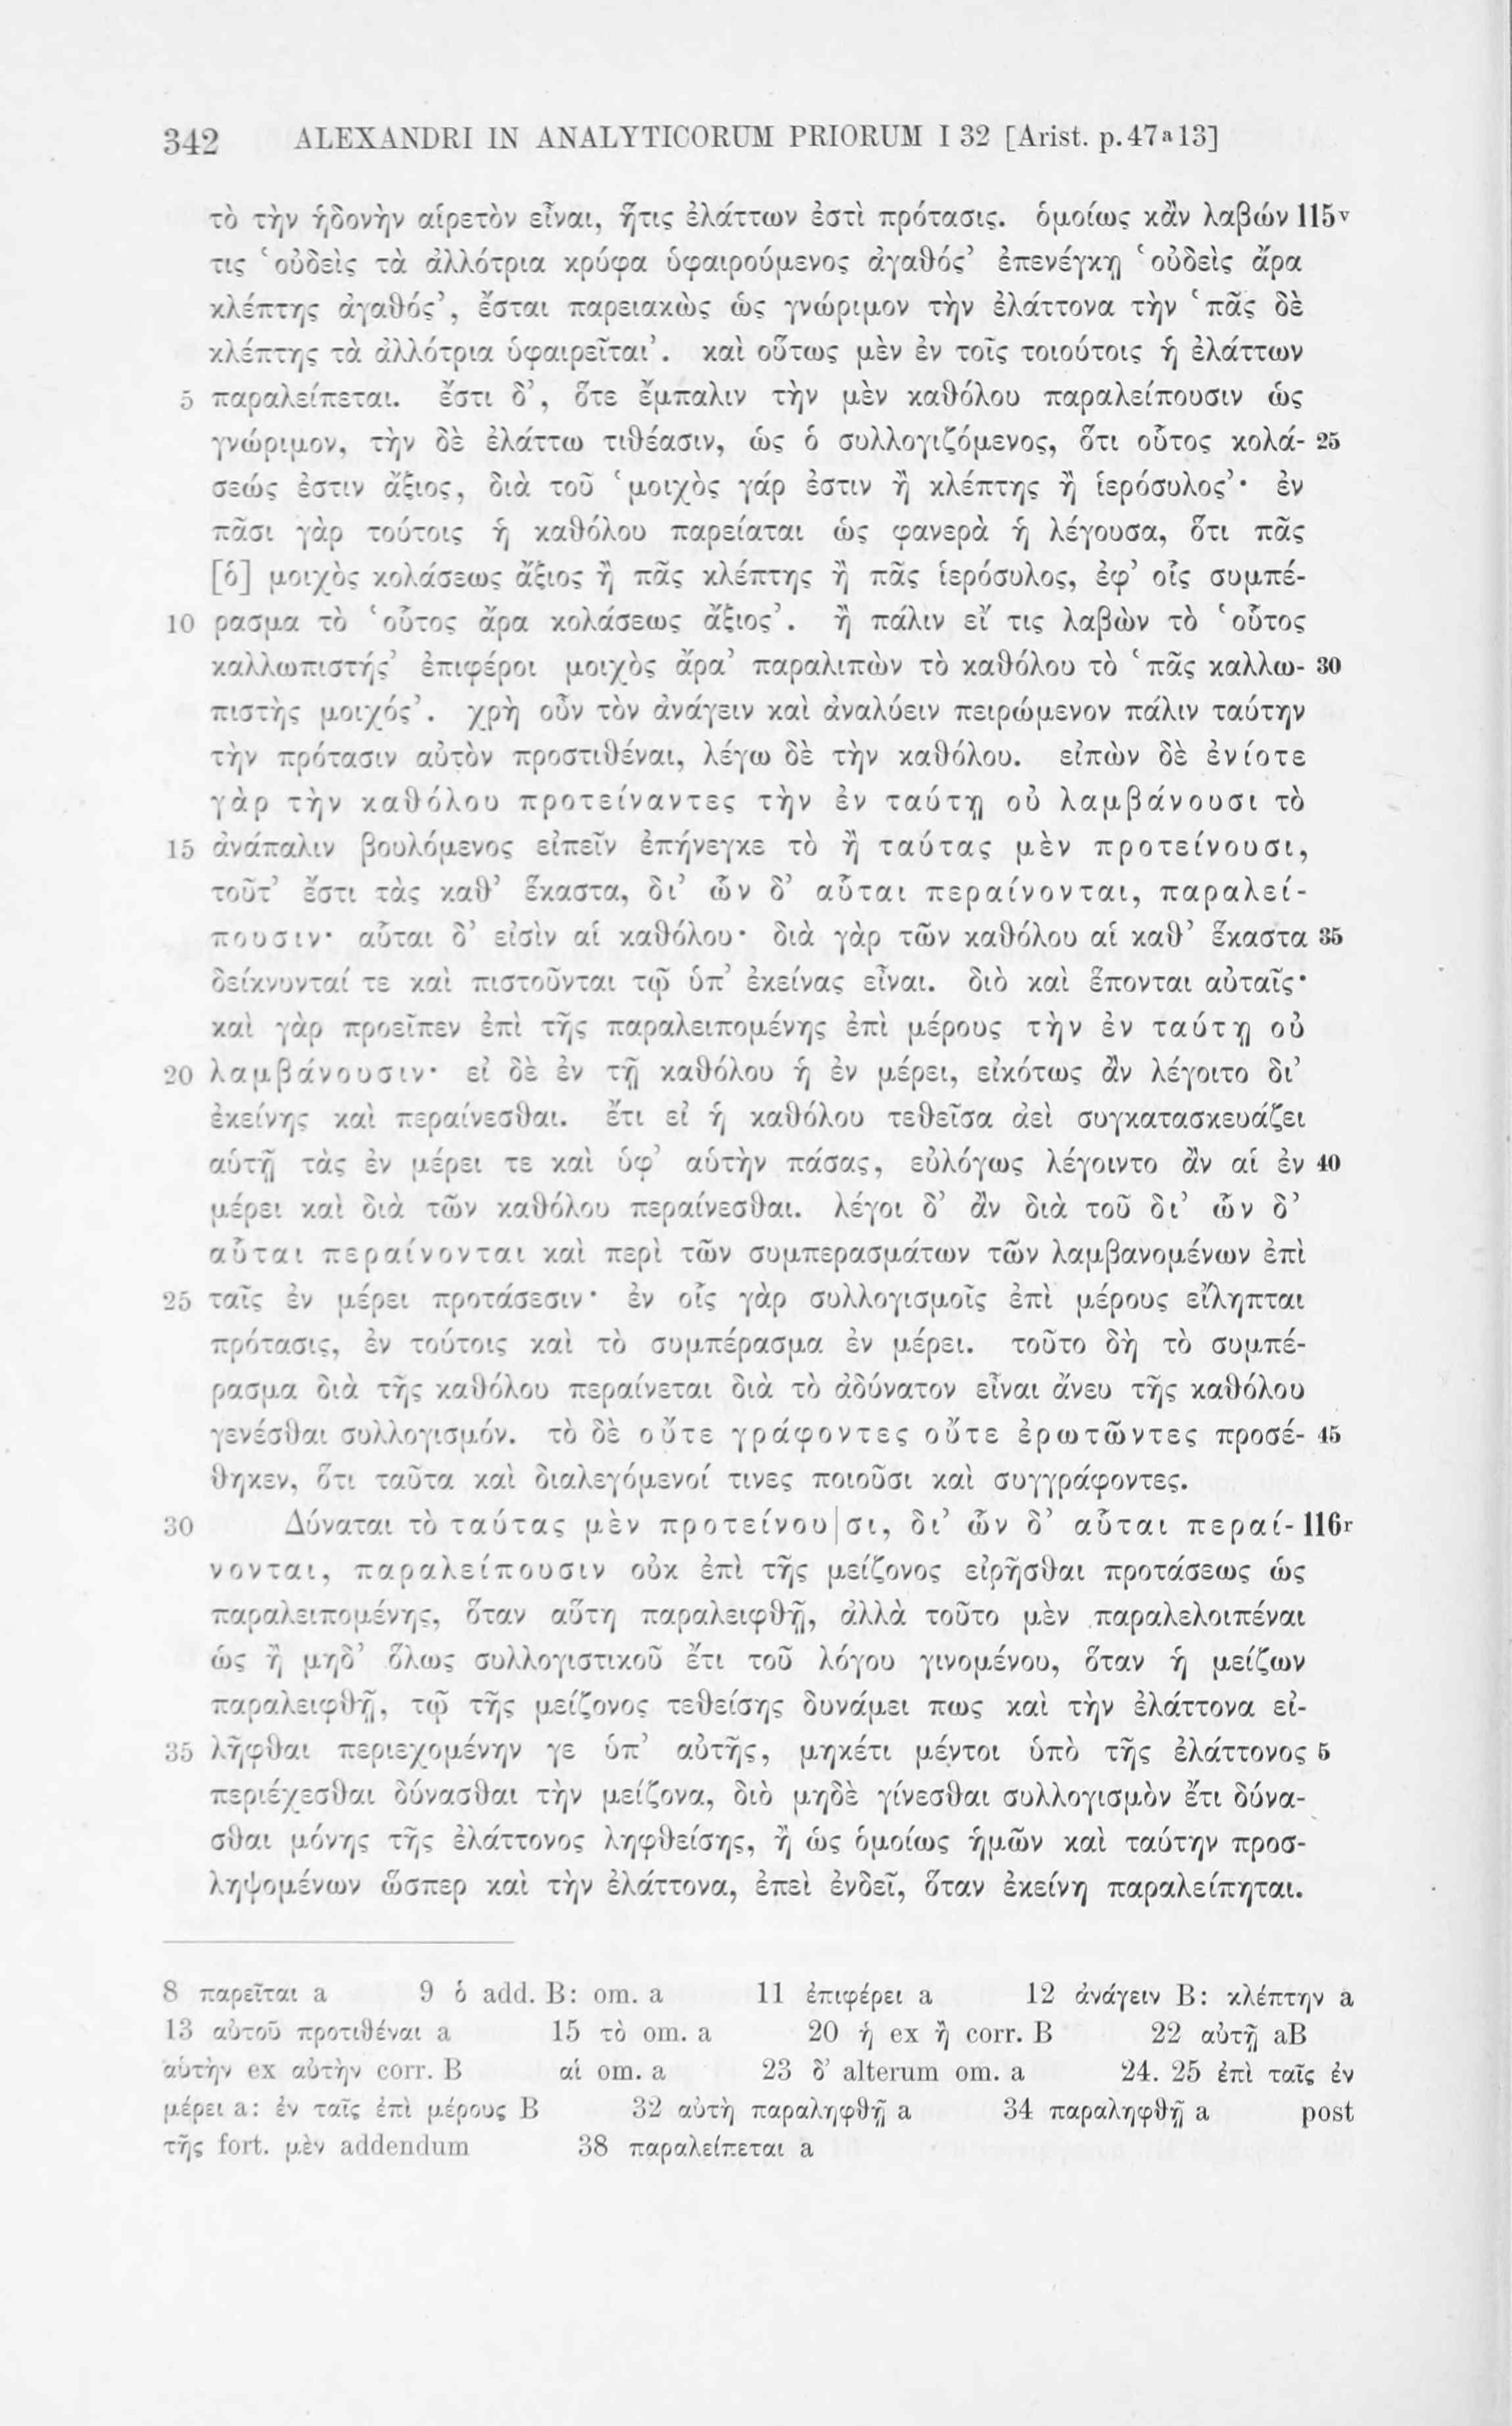 342 ALEXANDRI IN ANALYTICORUM PRIORUM I 32 [Arist. p. 47ᵃ13]
τὸ τὴν ἡδονὴν αἱρετὸν εἶναι, ἥτις ἐλάττων ἐστὶ πρότασις. ὁμοίως κἂν λαβών 115ᵛ
τις ‘οὐδεὶς τὰ ἀλλότρια κρύφα ὑφαιρούμενος ἀγαθός’ ἐπενέγκῃ ‘οὐδεὶς ἄρα
κλέπτης ἀγαθός’, ἔσται παρειακὼς ὡς γνώριμον τὴν ἐλάττονα τὴν ‘πᾶς δὲ
κλέπτης τὰ ἀλλότρια ὑφαιρεῖται’. καὶ οὕτως μὲν ἐν τοῖς τοιούτοις ἡ ἐλάττων
5 παραλείπεται. ἔστι δ’, ὅτε ἔμπαλιν τὴν μὲν καθόλου παραλείπουσιν ὡς
γνώριμον, τὴν δὲ ἐλάττω τιθέασιν, ὡς ὁ συλλογιζόμενος, ὅτι οὗτος κολά- 25
σεώς ἐστιν ἄξιος, διὰ τοῦ ‘μοιχὸς γάρ ἐστιν ἢ κλέπτης ἢ ἱερόσυλος’· ἐν
πᾶσι γὰρ τούτοις ἡ καθόλου παρείαται ὡς φανερὰ ἡ λέγουσα, ὅτι πᾶς
[ὁ] μοιχὸς κολάσεως ἄξιος ἢ πᾶς κλέπτης ἢ πᾶς ἱερόσυλος, ἐφ’ οἷς συμπέ-
10 ρασμα τὸ ‘οὗτος ἄρα κολάσεως ἄξιος’. ἢ πάλιν εἴ τις λαβὼν τὸ ‘οὗτος
καλλωπιστής’ ἐπιφέροι μοιχὸς ἄρα’ παραλιπὼν τὸ καθόλου τὸ ‘πᾶς καλλω- 30
πιστὴς μοιχός’. χρὴ οὖν τὸν ἀνάγειν καὶ ἀναλύειν πειρώμενον πάλιν ταύτην
τὴν πρότασιν αὐτὸν προστιθέναι, λέγω δὲ τὴν καθόλου. εἰπὼν δὲ ἐνίοτε
γὰρ τὴν καθόλου προτείναντες τὴν ἐν ταύτῃ οὐ λαμβάνουσι τὸ
15 ἀνάπαλιν βουλόμενος εἰπεῖν ἐπήνεγκε τὸ ἢ ταύτας μὲν προτείνουσι,
τοῦτ’ ἔστι τὰς καθ’ ἕκαστα, δι’ ὧν δ’ αὗται περαίνονται, παραλεί-
πουσιν· αὗται δ’ εἰσὶν αἱ καθόλου· διὰ γὰρ τῶν καθόλου αἱ καθ’ ἕκαστα 35
δείκνυνταί τε καὶ πιστοῦνται τῷ ὑπ’ ἐκείνας εἶναι. διὸ καὶ ἕπονται αὐταῖς·
καὶ γὰρ προεῖπεν ἐπὶ τῆς παραλειπομένης ἐπὶ μέρους τὴν ἐν ταύτῃ οὐ
20 λαμβάνουσιν· εἰ δὲ ἐν τῇ καθόλου ἡ ἐν μέρει, εἰκότως ἂν λέγοιτο δι’
ἐκείνης καὶ περαίνεσθαι. ἔτι εἰ ἡ καθόλου τεθεῖσα ἀεὶ συγκατασκευάζει
αὑτῇ τὰς ἐν μέρει τε καὶ ὑφ’ αὑτὴν πάσας, εὐλόγως λέγοιντο ἂν αἱ ἐν 40
μέρει καὶ διὰ τῶν καθόλου περαίνεσθαι. λέγοι δ’ ἂν διὰ τοῦ δι’ ὧν δ’
αὗται περαίνονται καὶ περὶ τῶν συμπερασμάτων τῶν λαμβανομένων ἐπὶ
25 ταῖς ἐν μέρει προτάσεσιν· ἐν οἷς γὰρ συλλογισμοῖς ἐπὶ μέρους εἴληπται
πρότασις, ἐν τούτοις καὶ τὸ συμπέρασμα ἐν μέρει. τοῦτο δὴ τὸ συμπέ-
ρασμα διὰ τῆς καθόλου περαίνεται διὰ τὸ ἀδύνατον εἶναι ἄνευ τῆς καθόλου
γενέσθαι συλλογισμόν. τὸ δὲ οὔτε γράφοντες οὔτε ἐρωτῶντες προσέ- 45
θηκεν, ὅτι ταῦτα καὶ διαλεγόμενοί τινες ποιοῦσι καὶ συγγράφοντες.
30 Δύναται τὸ ταύτας μὲν προτείνου|σι, δι’ ὧν δ’ αὗται περαί- 116ʳ
νονται, παραλείπουσιν οὐκ ἐπὶ τῆς μείζονος εἰρῆσθαι προτάσεως ὡς
παραλειπομένης, ὅταν αὕτη παραλειφθῇ, ἀλλὰ τοῦτο μὲν παραλελοιπέναι
ὡς ἢ μηδ’ ὅλως συλλογιστικοῦ ἔτι τοῦ λόγου γινομένου, ὅταν ἡ μείζων
παραλειφθῇ, τῷ τῆς μείζονος τεθείσης δυνάμει πως καὶ τὴν ἐλάττονα εἰ-
35 λῆφθαι περιεχομένην γε ὑπ’ αὐτῆς, μηκέτι μέντοι ὑπὸ τῆς ἐλάττονος 5
περιέχεσθαι δύνασθαι τὴν μείζονα, διὸ μηδὲ γίνεσθαι συλλογισμὸν ἔτι δύνα-
σθαι μόνης τῆς ἐλάττονος ληφθείσης, ἢ ὡς ὁμοίως ἡμῶν καὶ ταύτην προσ-
ληψομένων ὥσπερ καὶ τὴν ἐλάττονα, ἐπεὶ ἐνδεῖ, ὅταν ἐκείνη παραλείπηται.
8 παρεῖται a 9 ὁ add. B: om. a 11 ἐπιφέρει a 12 ἀνάγειν B: κλέπτην a
13 αὐτοῦ προτιθέναι a 15 τὸ om. a 20 ἡ ex ἢ corr. B 22 αὐτῇ aB
αὑτὴν ex αὐτὴν corr. B αἱ om. a 23 δ’ alterum om. a 24. 25 ἐπὶ ταῖς ἐν
μέρει a: ἐν ταῖς ἐπὶ μέρους B 32 αὐτὴ παραληφθῇ a 34 παραληφθῇ a post
τῆς fort. μὲν addendum 38 παραλείπεται a